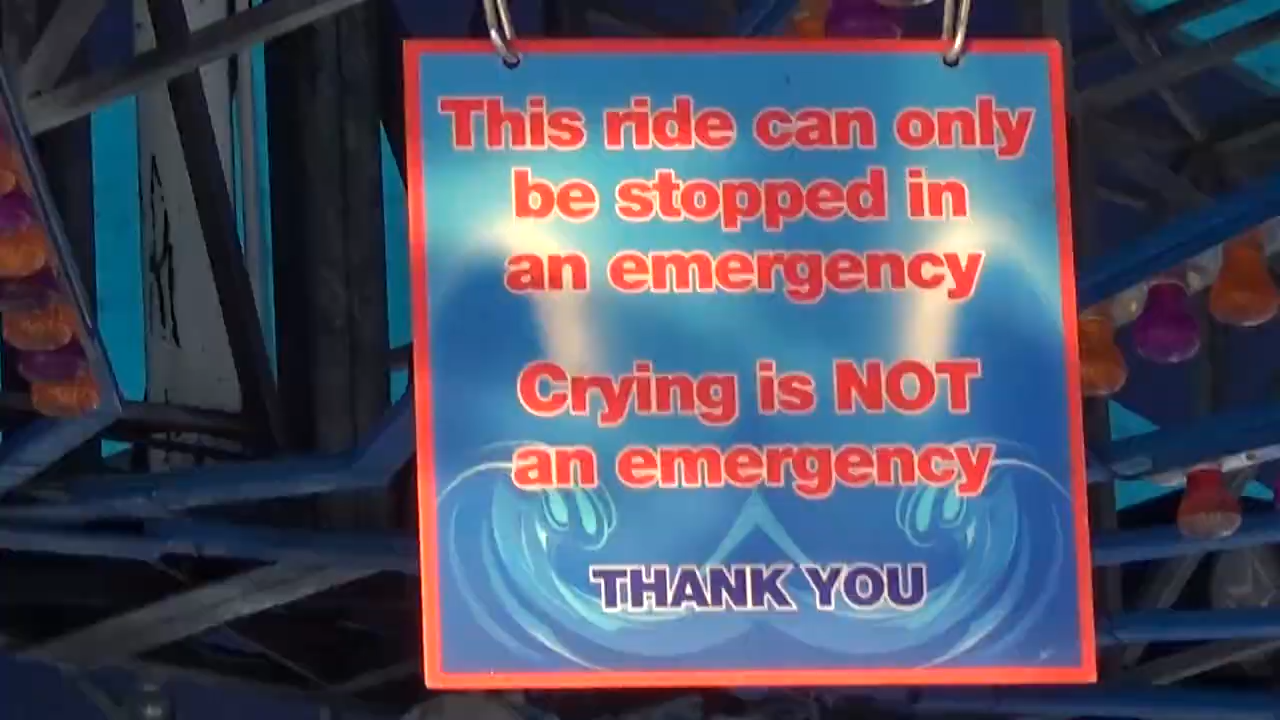 This ride can only
be stopped in
an emergency
Crying is NOT
an emergency
THANK YOU